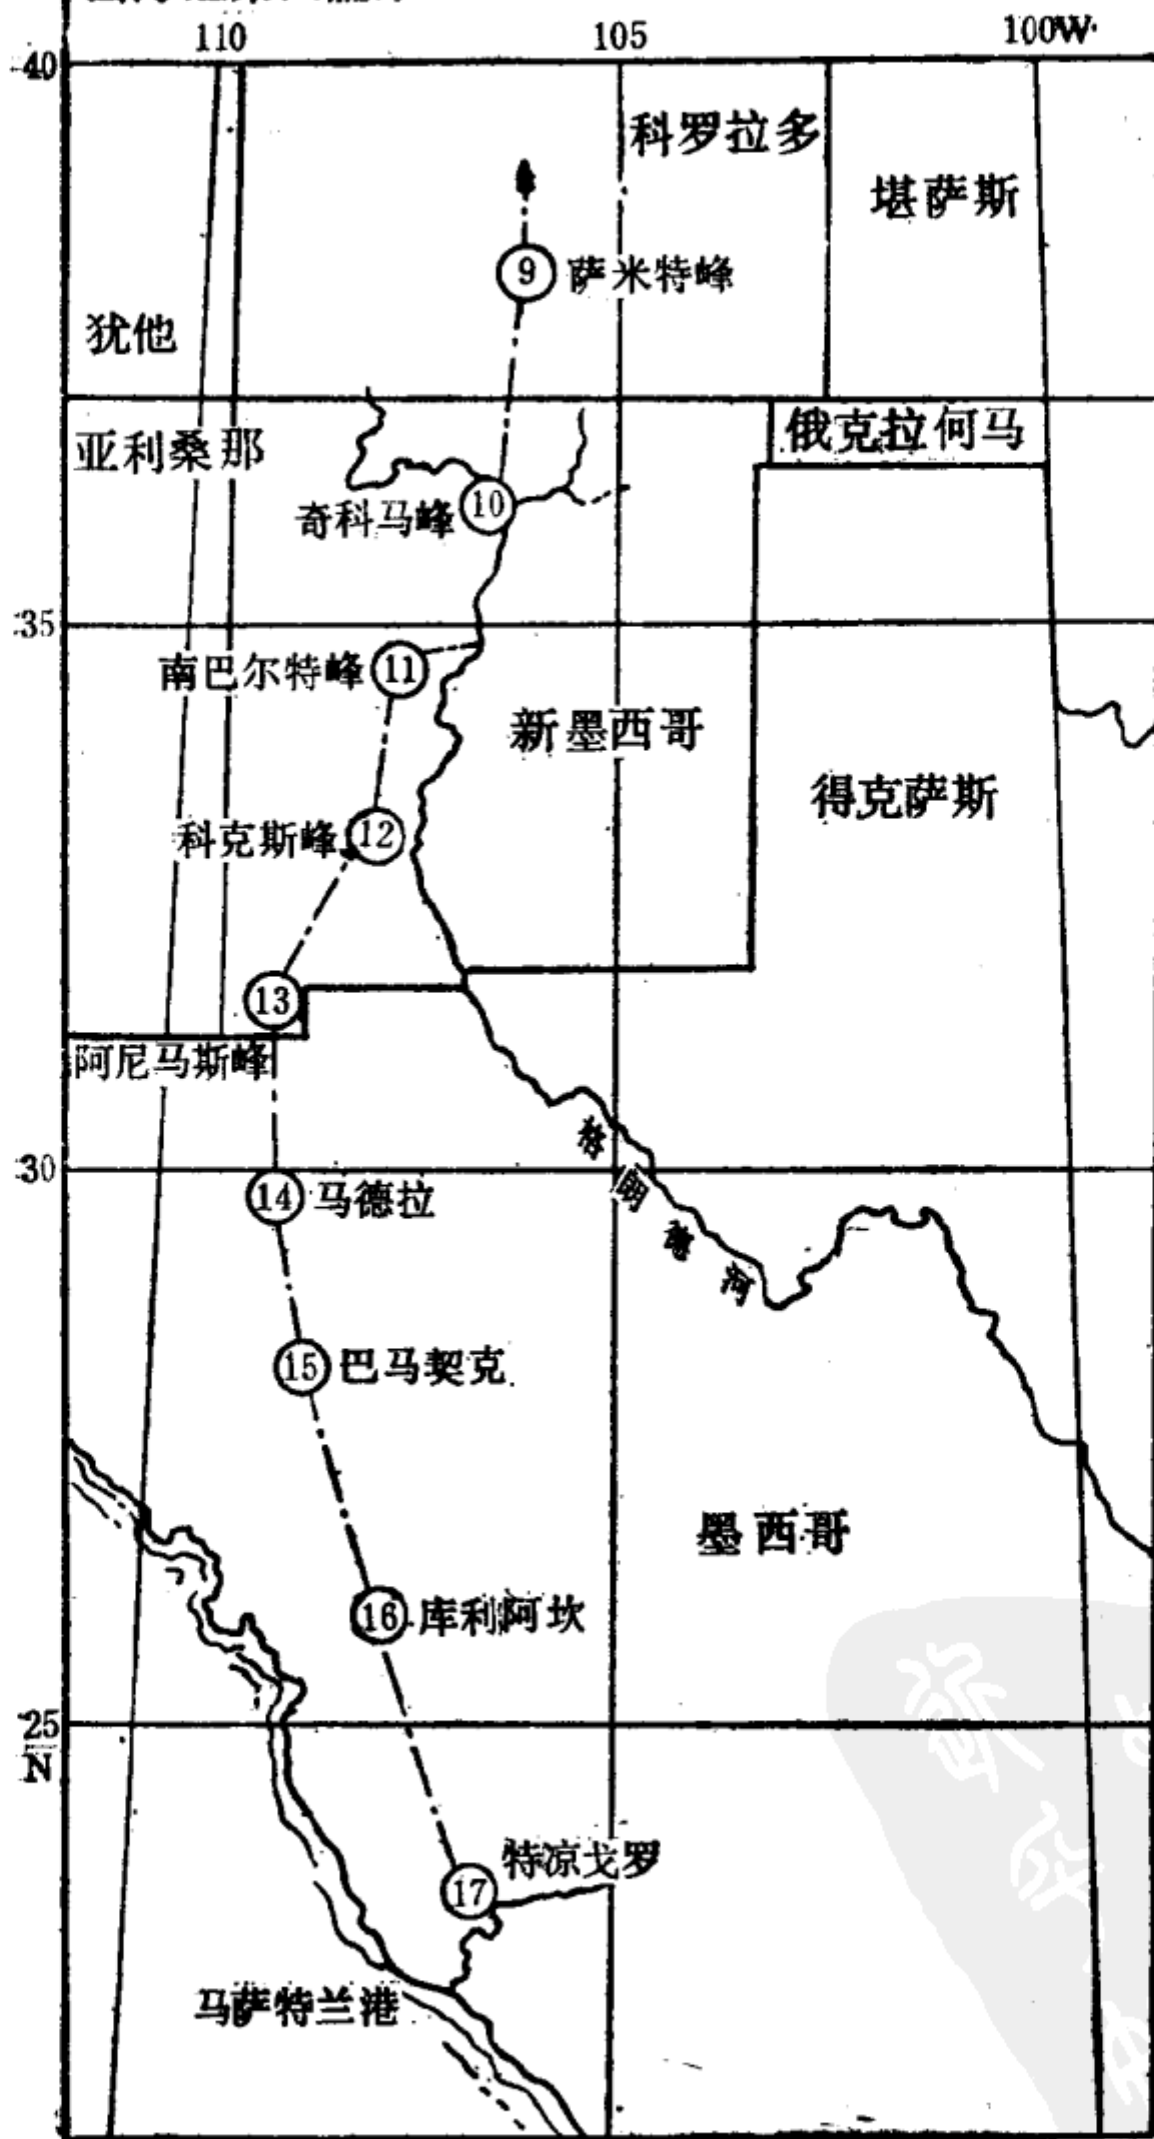 110 105 100W
40
科罗拉多
堪萨斯
⑨ 萨米特峰
犹他
亚利桑那
俄克拉何马
奇科马峰 ⑩
35
南巴尔特峰 ⑪
新墨西哥
得克萨斯
科克斯峰 ⑫
⑬
阿尼马斯峰
30
⑭ 马德拉
河
⑮ 巴马契克
墨西哥
⑯ 库利阿坎
25
N
特凉戈罗
⑰
马萨特兰港